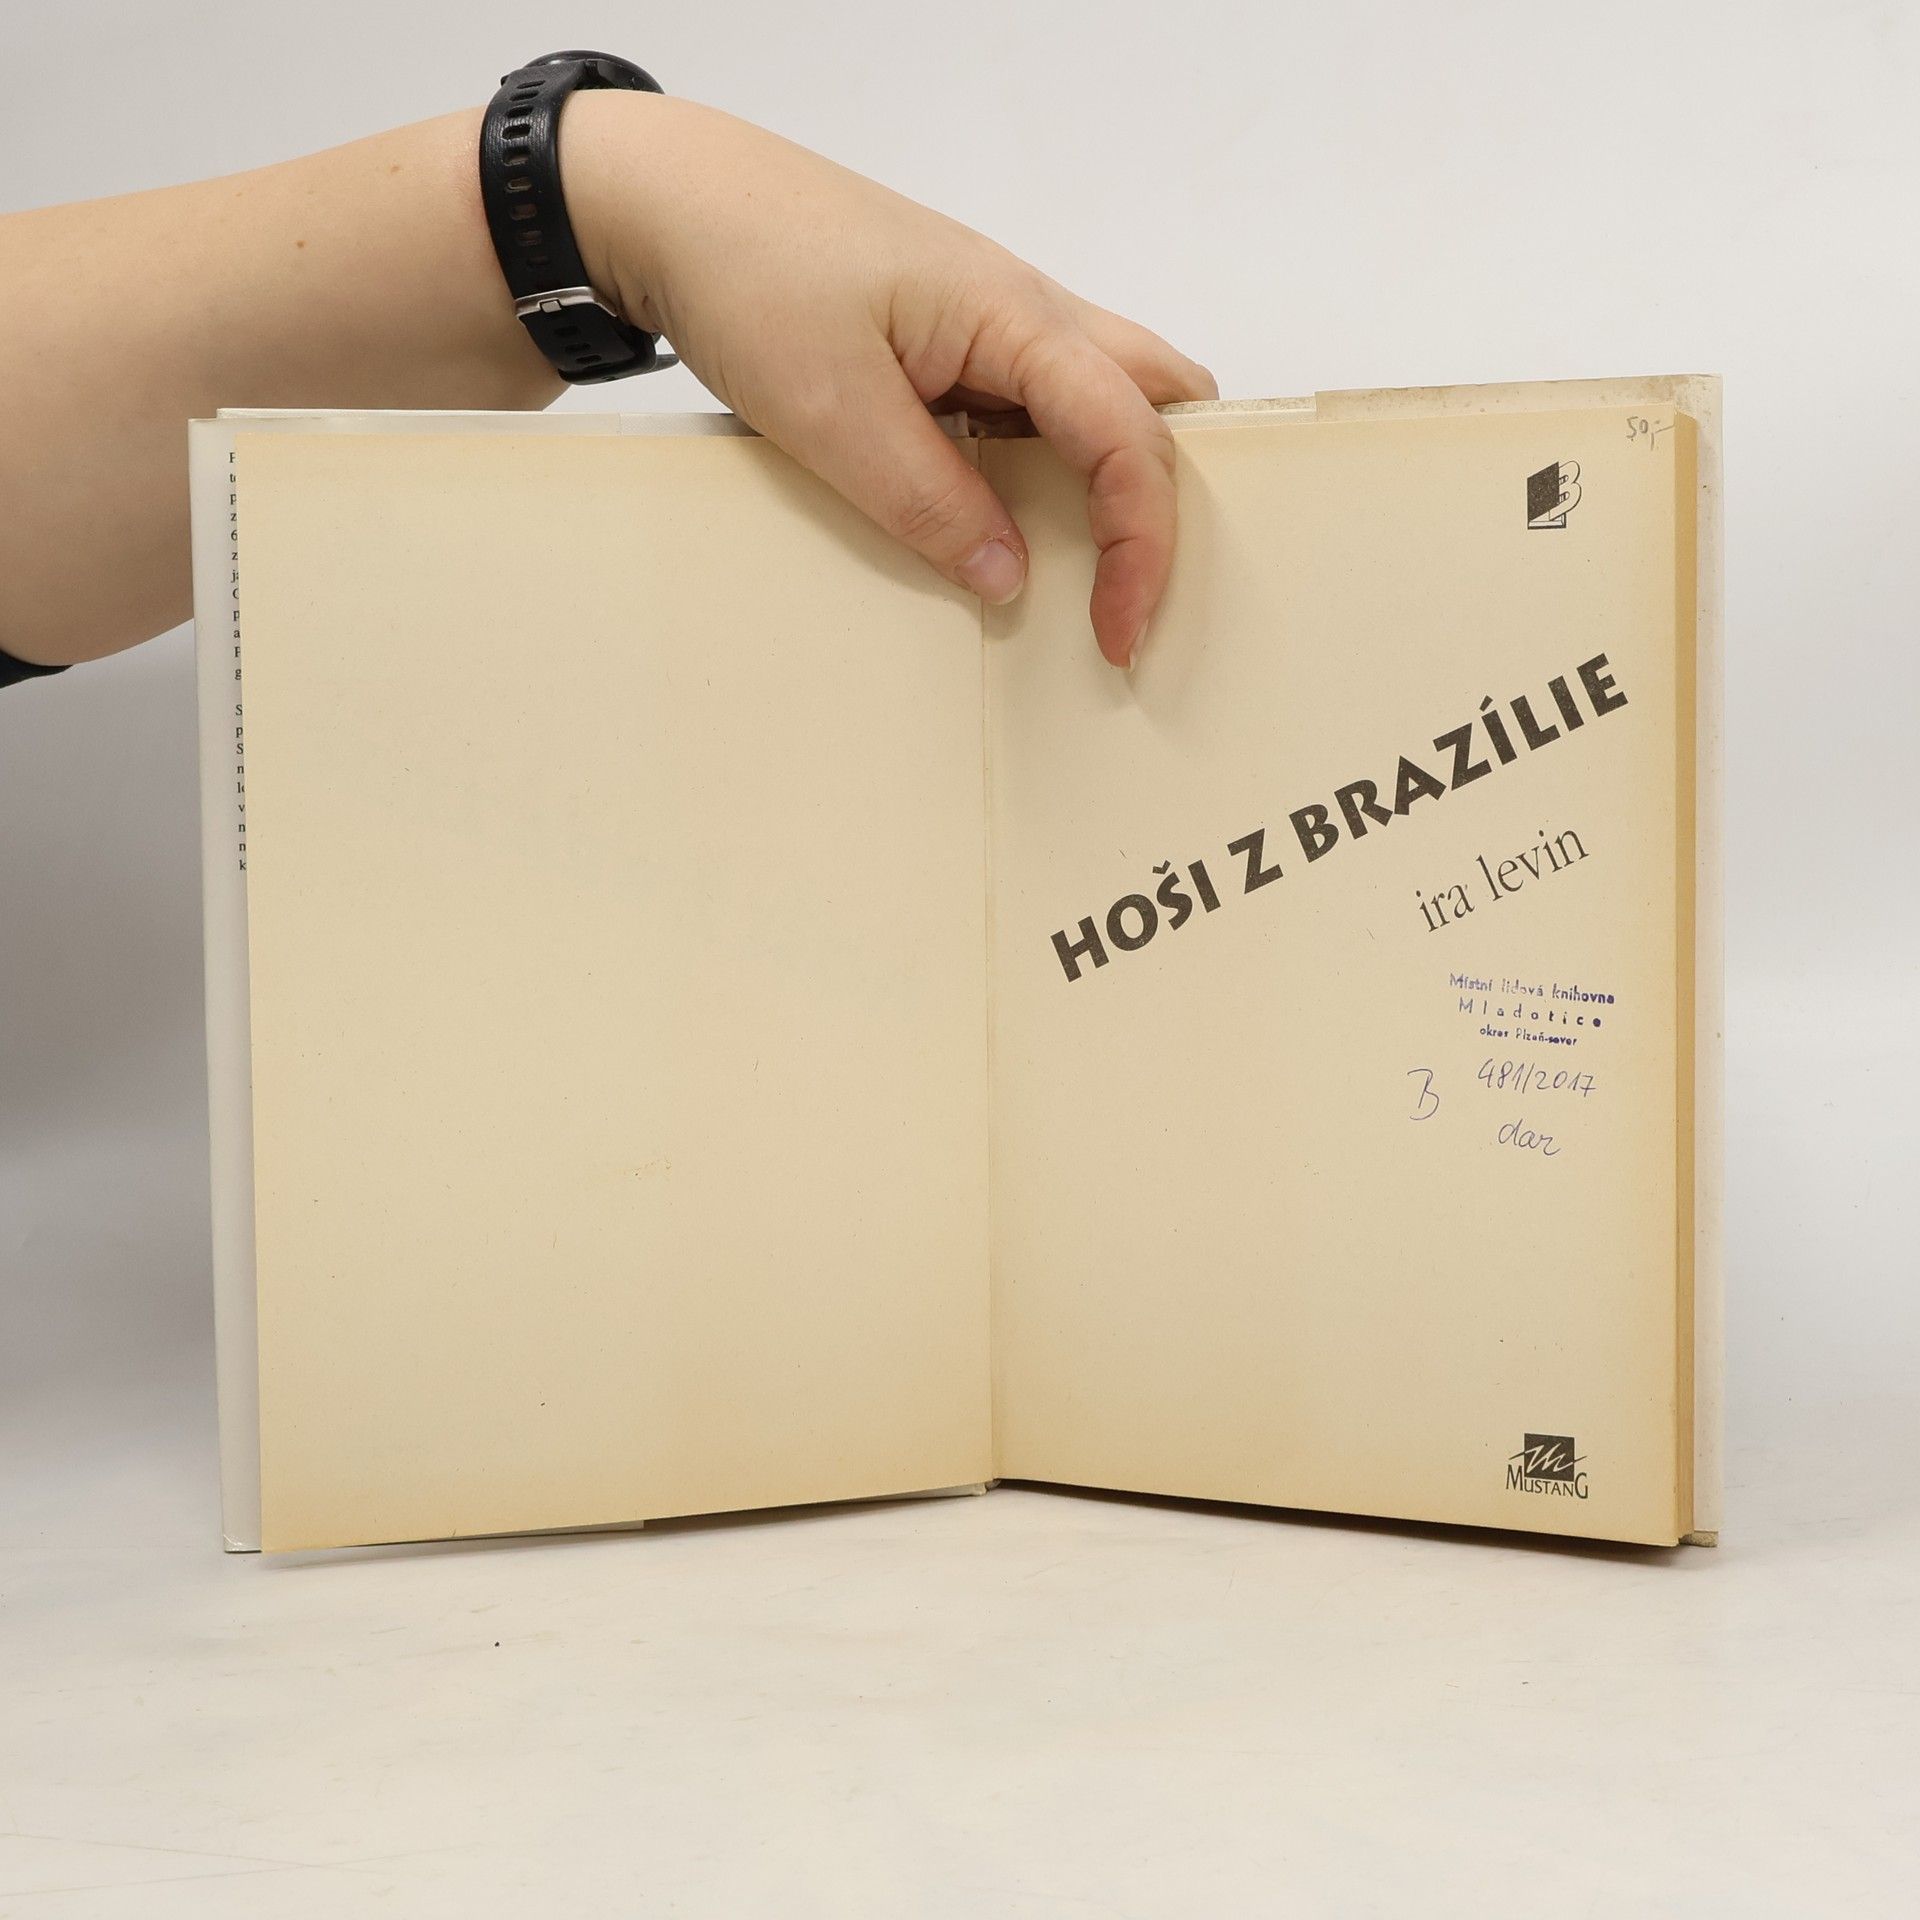 50,-
B
HOŠI Z BRAZÍLIE
ira levin
Místní lidová knihovna
Mladotice
okres Plzeň-sever
B 481/2017
dar
MUSTANG